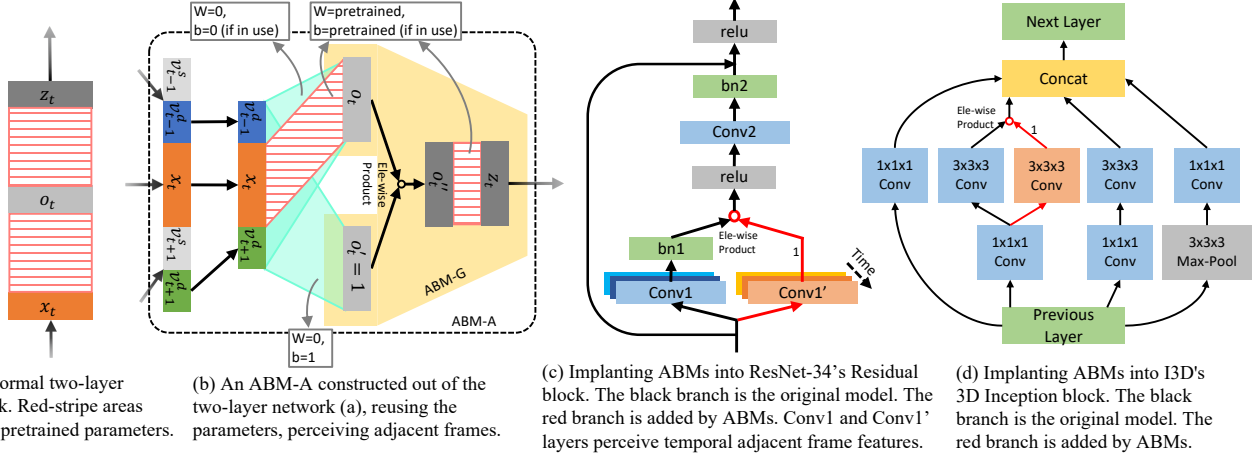 z_t
o_t
x_t
ormal two-layer
k. Red-stripe areas
pretrained parameters.
W=0,
b=0 (if in use)
W=pretrained,
b=pretrained (if in use)
v^s_{t-1}
v^d_{t-1}
x_t
v^s_{t+1}
v^d_{t+1}
v^d_{t-1}
x_t
v^d_{t+1}
o_t
Ele-wise
Product
o'_t = 1
o''_t
z_t
ABM-G
ABM-A
W=0,
b=1
(b) An ABM-A constructed out of the
two-layer network (a), reusing the
parameters, perceiving adjacent frames.
relu
bn2
Conv2
relu
Ele-wise
Product
bn1
1
Time
Conv1
Conv1’
(c) Implanting ABMs into ResNet-34’s Residual
block. The black branch is the original model. The
red branch is added by ABMs. Conv1 and Conv1’
layers perceive temporal adjacent frame features.
Next Layer
Concat
Ele-wise
Product
1
1x1x1
Conv
3x3x3
Conv
3x3x3
Conv
3x3x3
Conv
1x1x1
Conv
1x1x1
Conv
1x1x1
Conv
3x3x3
Max-Pool
Previous
Layer
(d) Implanting ABMs into I3D's
3D Inception block. The black
branch is the original model. The
red branch is added by ABMs.